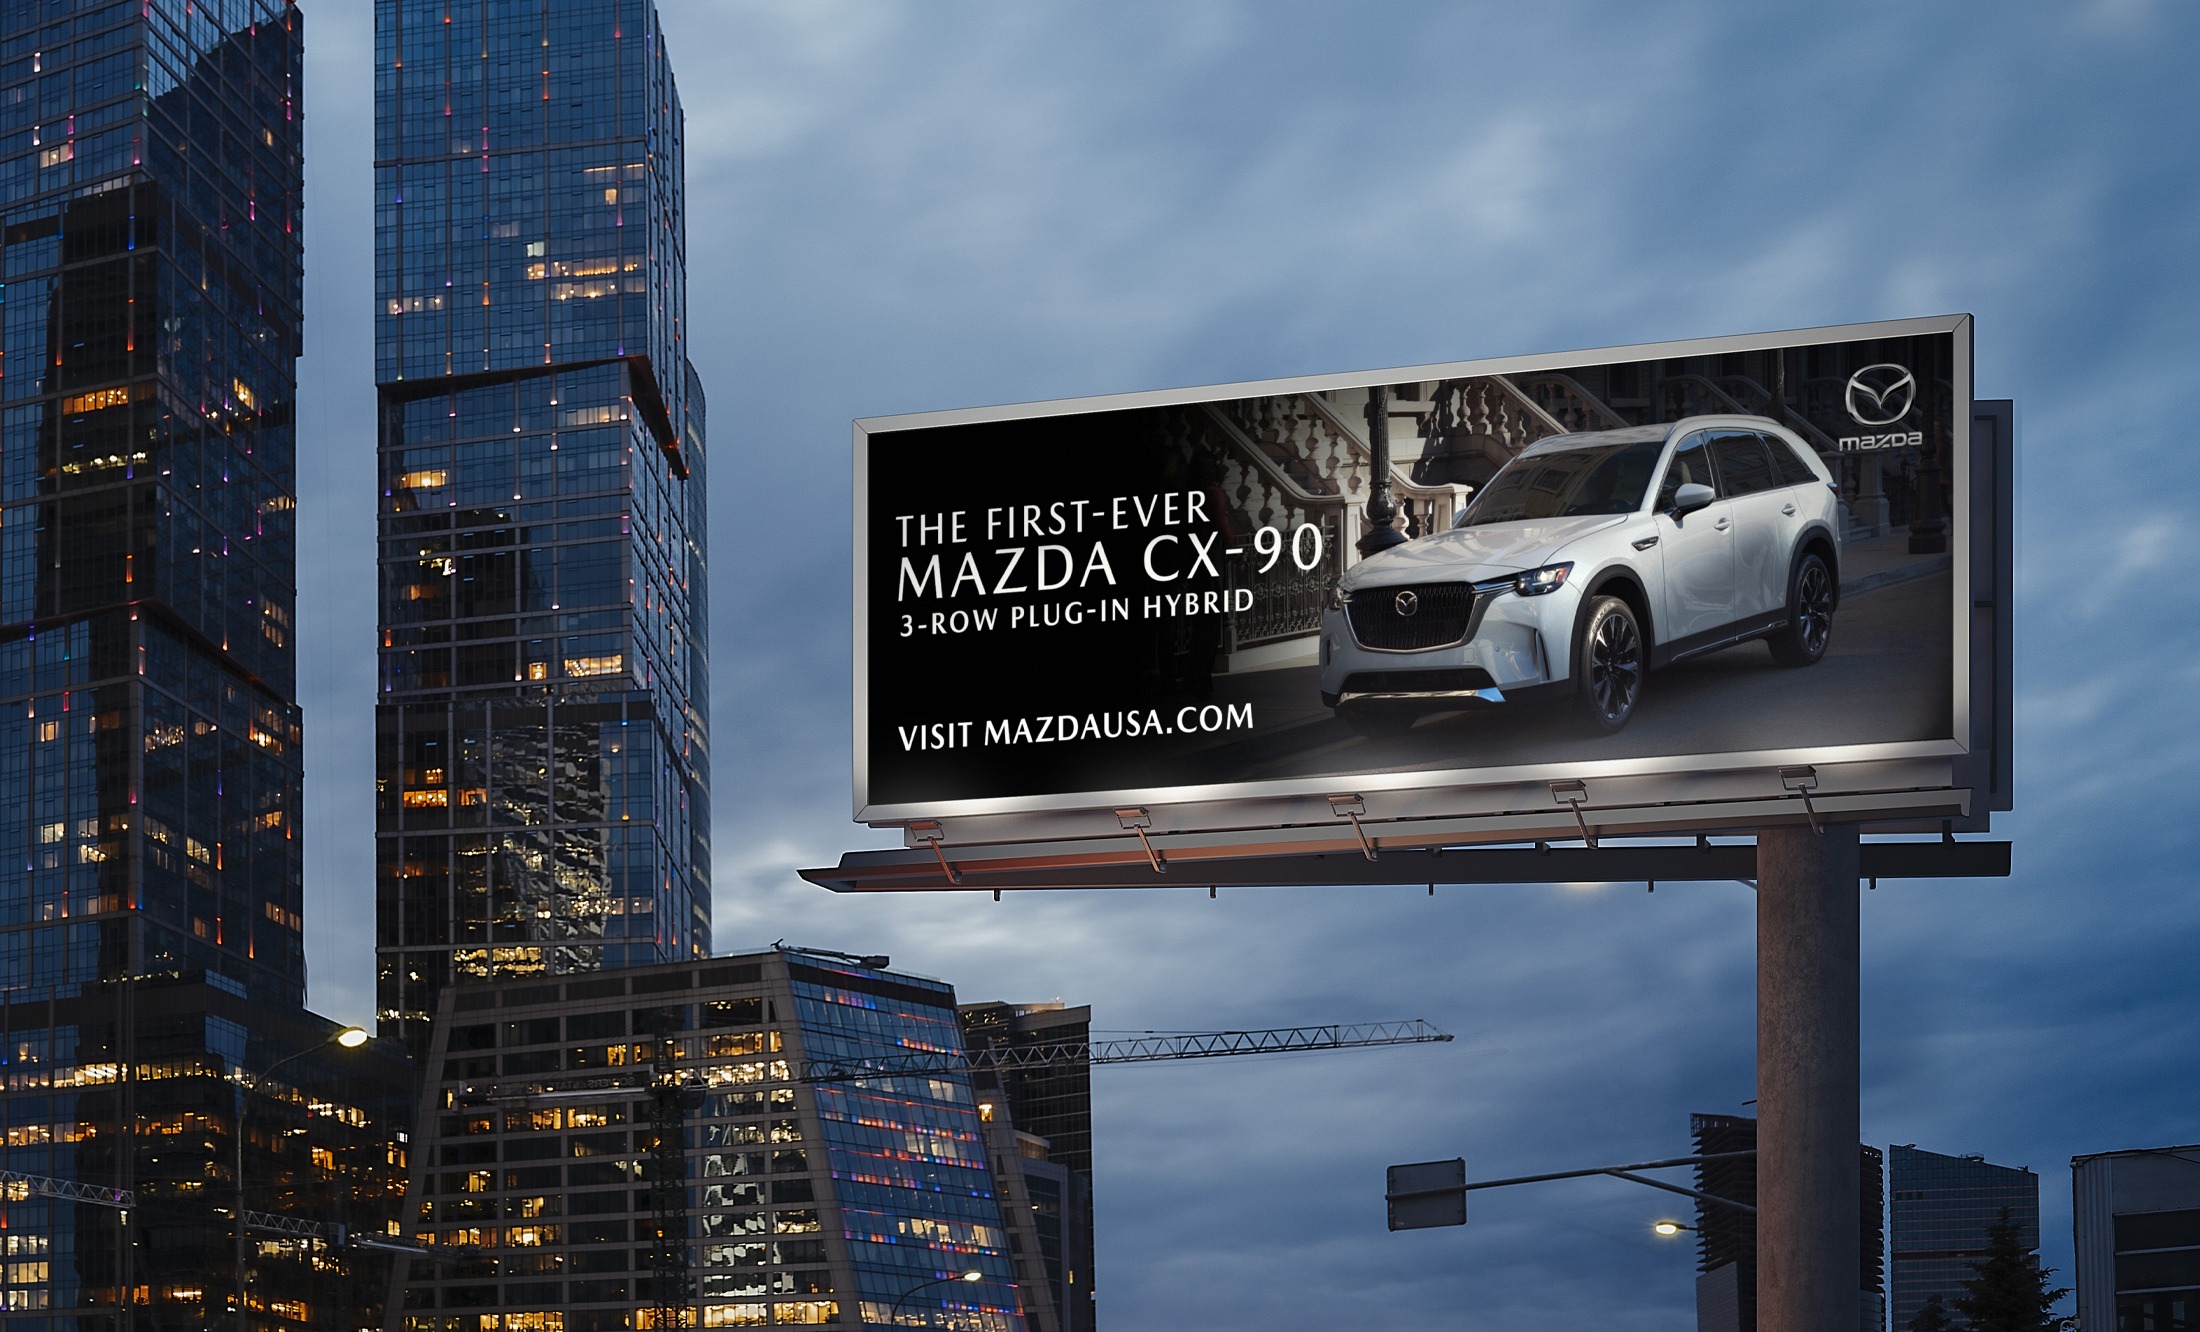 THE FIRST-EVER
MAZDA CX-90
3-ROW PLUG-IN HYBRID
VISIT MAZDAUSA.COM
mazda